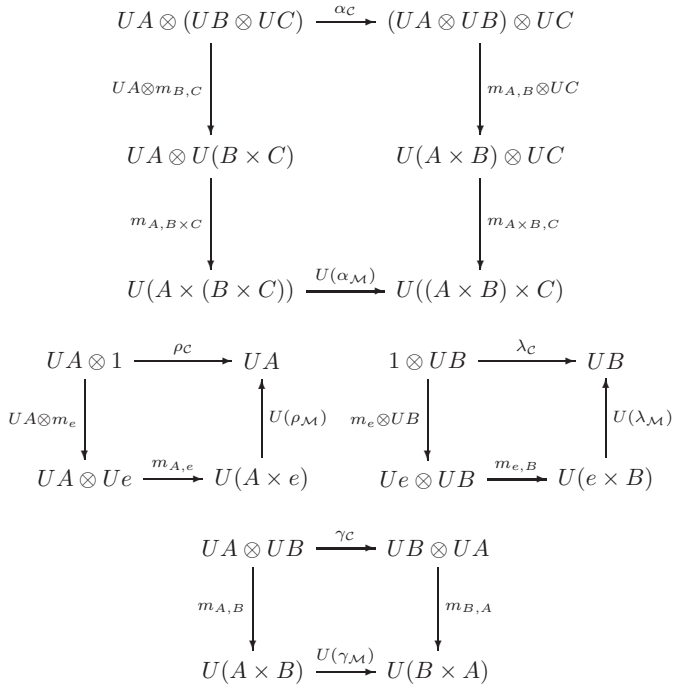 UA ⊗ (UB ⊗ UC) α_C (UA ⊗ UB) ⊗ UC
UA⊗m_{B,C} m_{A,B}⊗UC
UA ⊗ U(B × C) U(A × B) ⊗ UC
m_{A,B×C} m_{A×B,C}
U(A × (B × C)) U(α_M) U((A × B) × C)
UA ⊗ 1 ρ_C UA 1 ⊗ UB λ_C UB
UA⊗m_e U(ρ_M) m_e⊗UB U(λ_M)
UA ⊗ Ue m_{A,e} U(A × e) Ue ⊗ UB m_{e,B} U(e × B)
UA ⊗ UB γ_C UB ⊗ UA
m_{A,B} m_{B,A}
U(A × B) U(γ_M) U(B × A)